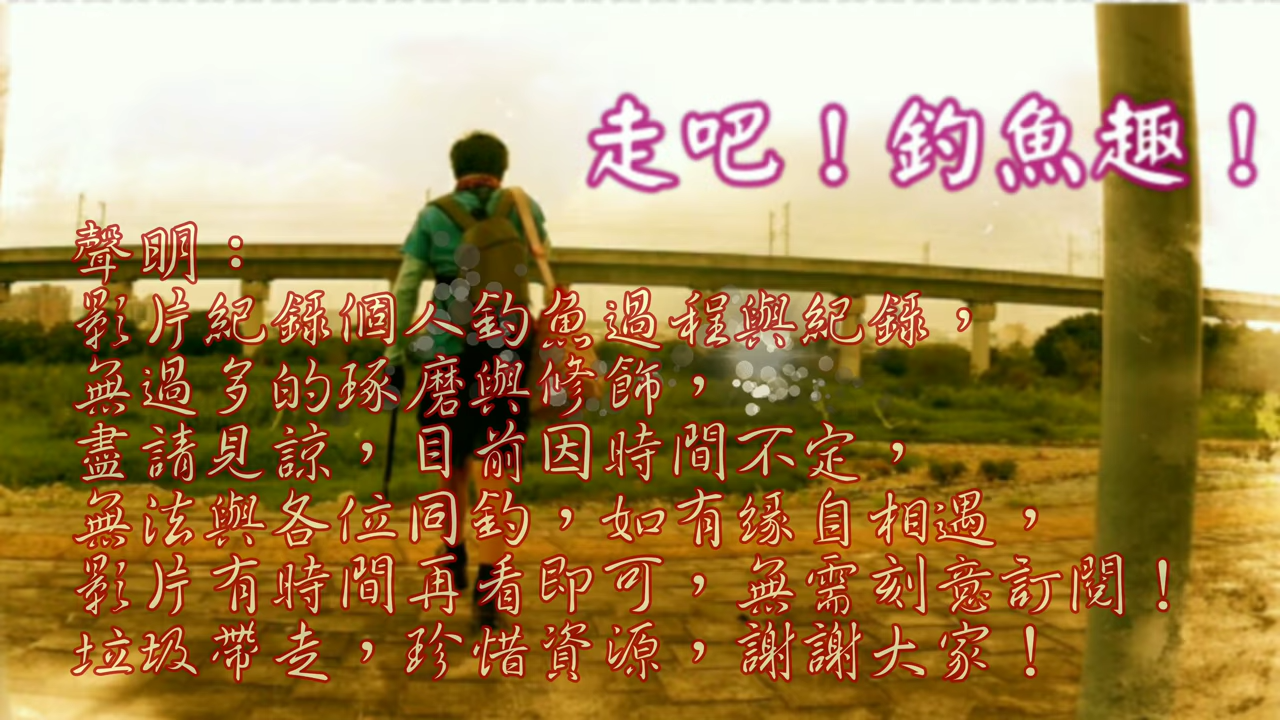 走吧！釣魚趣！
聲明：
影片紀錄個人釣魚過程與紀錄，
無過多的琢磨與修飾，
盡請見諒，目前因時間不定，
無法與各位同釣，如有緣自相遇，
影片有時間再看即可，無需刻意訂閱！
垃圾帶走，珍惜資源，謝謝大家！